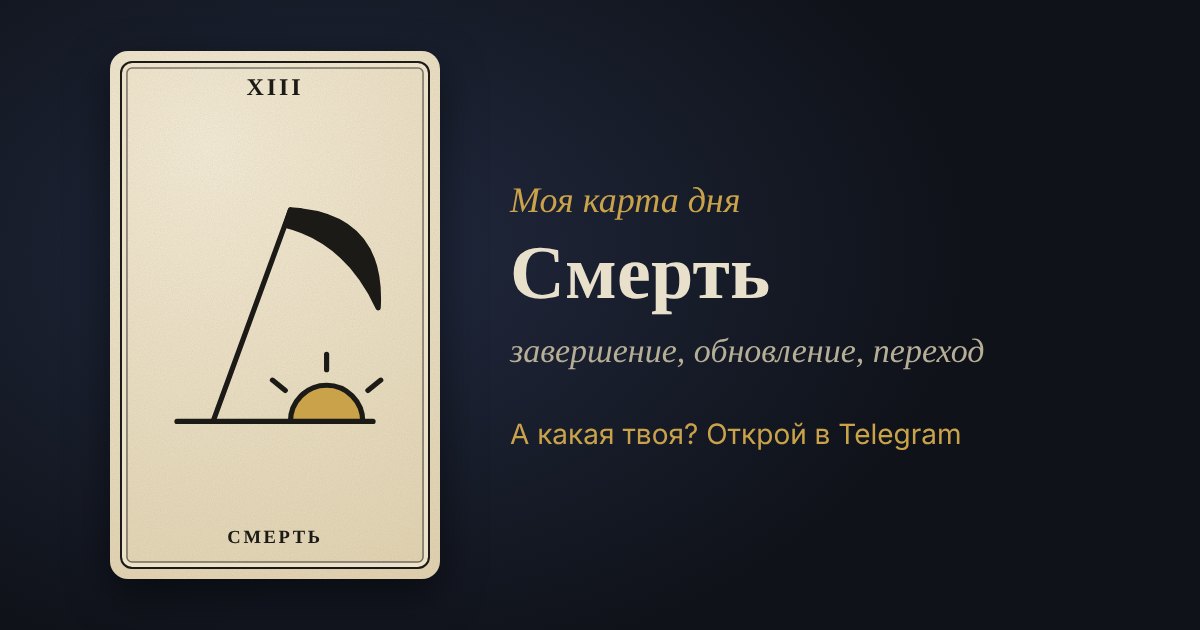 XIII
СМЕРТЬ
Моя карта дня
Смерть
завершение, обновление, переход
А какая твоя? Открой в Telegram